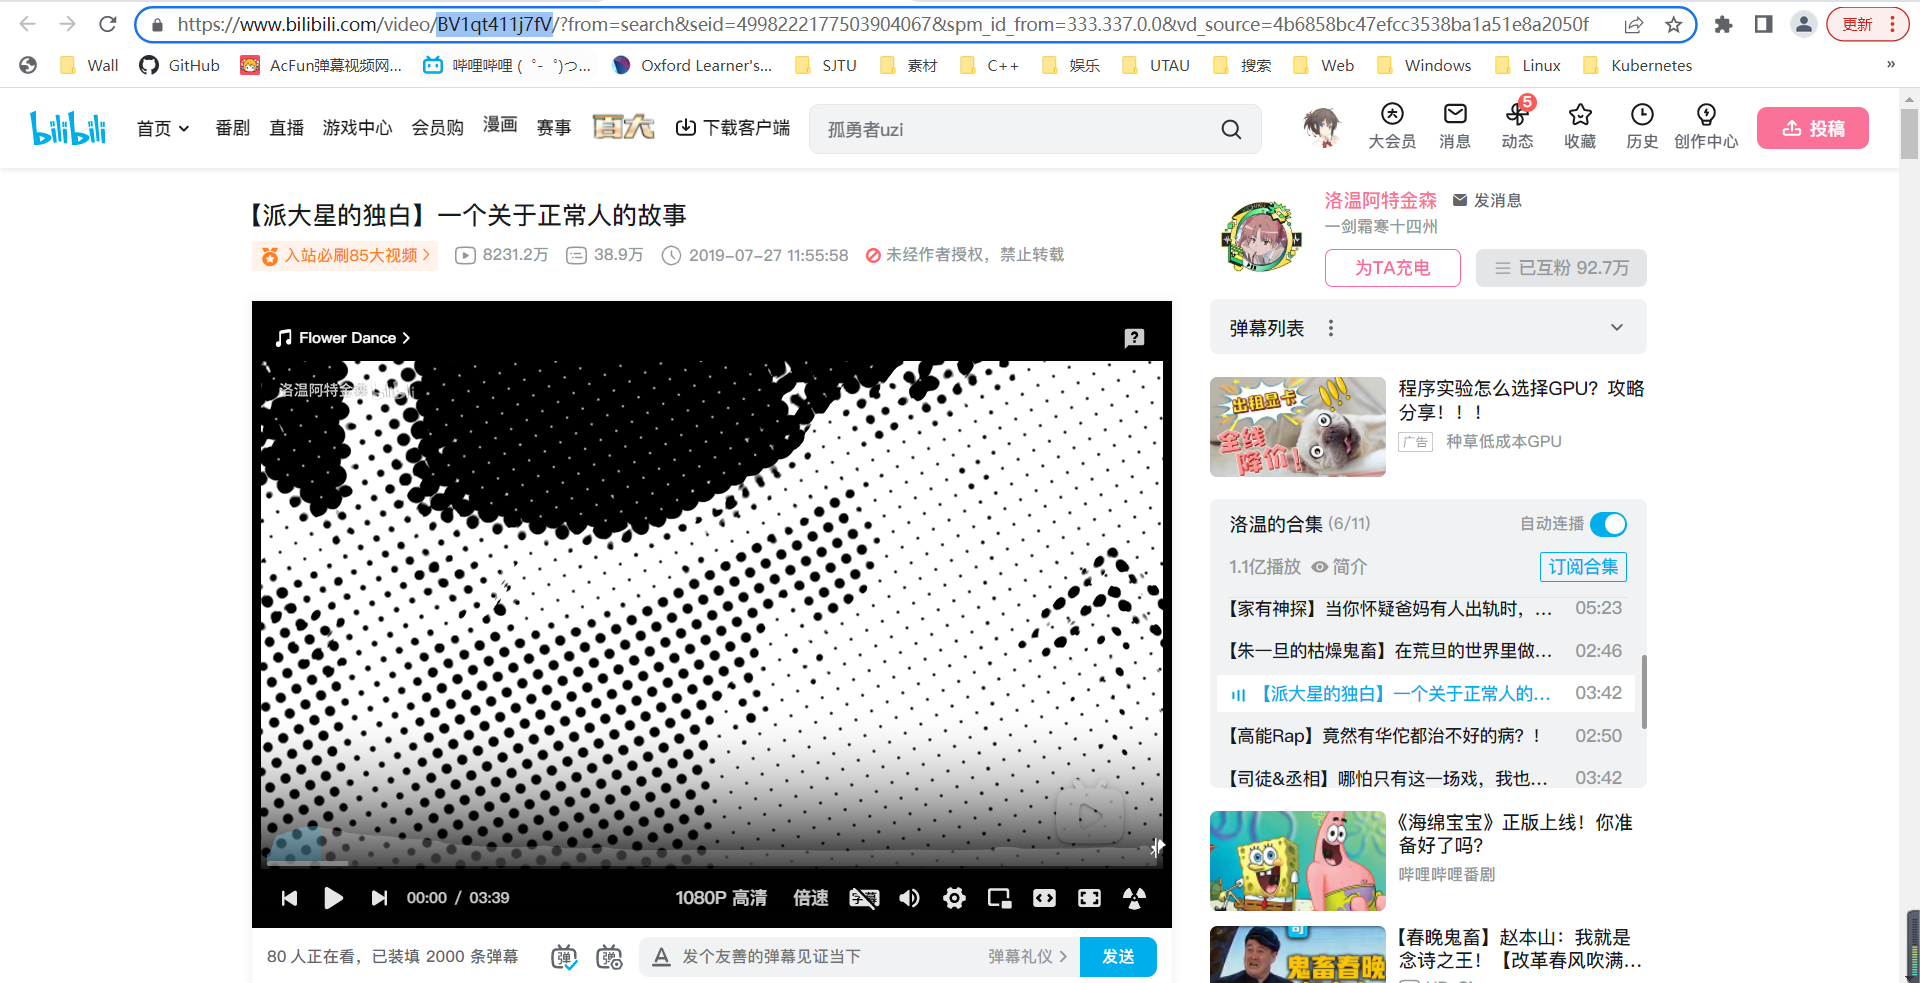 https://www.bilibili.com/video/BV1qt411j7fV/?from=search&seid=4998222177503904067&spm_id_from=333.337.0.0&vd_source=4b6858bc47efcc3538ba1a51e8a2050f
更新
Wall GitHub AcFun弹幕视频网... 哔哩哔哩 (゜-゜)つ... Oxford Learner's... SJTU 素材 C++ 娱乐 UTAU 搜索 Web Windows Linux Kubernetes »
bilibili 首页 番剧 直播 游戏中心 会员购 漫画 赛事 百大 下载客户端 孤勇者uzi 大会员 消息 5 动态 收藏 历史 创作中心 投稿
【派大星的独白】一个关于正常人的故事
入站必刷85大视频 8231.2万 38.9万 2019-07-27 11:55:58 未经作者授权，禁止转载
Flower Dance
洛温阿特金森 bilibili
00:00 / 03:39 1080P 高清 倍速 字幕
80 人正在看，已装填 2000 条弹幕 弹 弹 A 发个友善的弹幕见证当下 弹幕礼仪 发送
洛温阿特金森 发消息
一剑霜寒十四州
为TA充电 已互粉 92.7万
弹幕列表
出租显卡
全线
降价！
程序实验怎么选择GPU？攻略
分享！！！
广告 种草低成本GPU
洛温的合集 (6/11) 自动连播
1.1亿播放 简介 订阅合集
【家有神探】当你怀疑爸妈有人出轨时，... 05:23
【朱一旦的枯燥鬼畜】在荒旦的世界里做... 02:46
【派大星的独白】一个关于正常人的... 03:42
【高能Rap】竟然有华佗都治不好的病？！ 02:50
【司徒&丞相】哪怕只有这一场戏，我也... 03:42
《海绵宝宝》正版上线！你准
备好了吗？
哔哩哔哩番剧
鬼畜春晚
【春晚鬼畜】赵本山：我就是
念诗之王！【改革春风吹满...